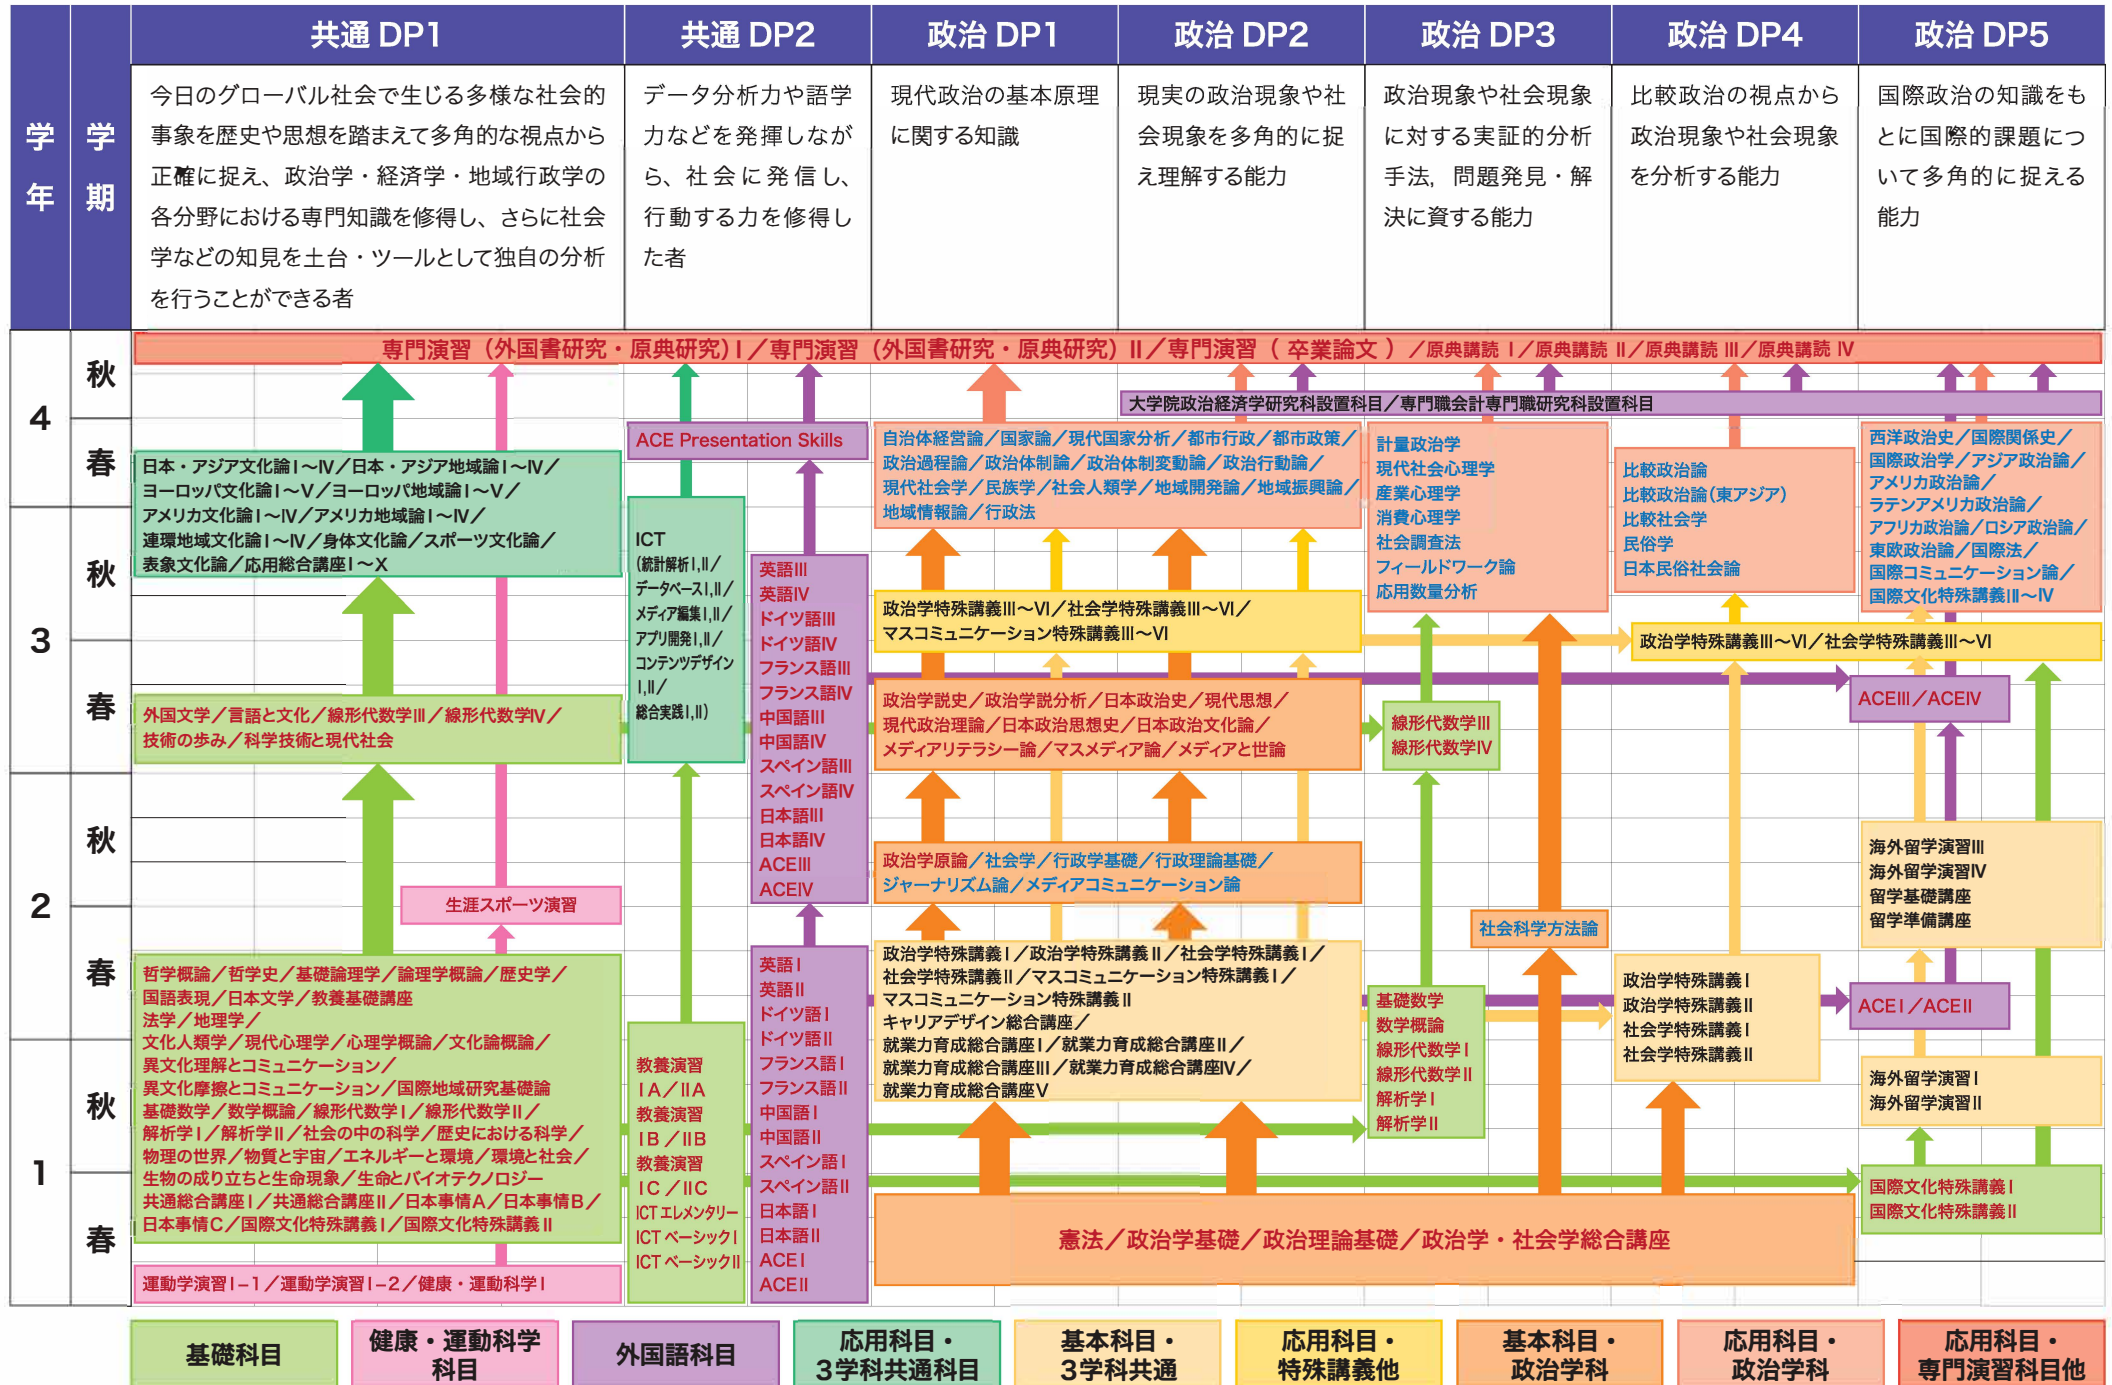 共通 DP1
共通 DP2
政治 DP1
政治 DP2
政治 DP3
政治 DP4
政治 DP5
学年
学期
今日のグローバル社会で生じる多様な社会的
事象を歴史や思想を踏まえて多角的な視点から
正確に捉え、政治学・経済学・地域行政学の
各分野における専門知識を修得し、さらに社会
学などの知見を土台・ツールとして独自の分析
を行うことができる者
データ分析力や語学
力などを発揮しなが
ら、社会に発信し、
行動する力を修得し
た者
現代政治の基本原理
に関する知識
現実の政治現象や社
会現象を多角的に捉
え理解する能力
政治現象や社会現象
に対する実証的分析
手法，問題発見・解
決に資する能力
比較政治の視点から
政治現象や社会現象
を分析する能力
国際政治の知識をも
とに国際的課題につ
いて多角的に捉える
能力
4
秋
春
3
秋
春
2
秋
春
1
秋
春
専門演習（外国書研究・原典研究）Ⅰ／専門演習（外国書研究・原典研究）Ⅱ／専門演習（ 卒業論文 ）／原典講読 Ⅰ／原典講読 Ⅱ／原典講読 Ⅲ／原典講読 Ⅳ
大学院政治経済学研究科設置科目／専門職会計専門職研究科設置科目
日本・アジア文化論Ⅰ～Ⅳ／日本・アジア地域論Ⅰ～Ⅳ／
ヨーロッパ文化論Ⅰ～Ⅴ／ヨーロッパ地域論Ⅰ～Ⅴ／
アメリカ文化論Ⅰ～Ⅳ／アメリカ地域論Ⅰ～Ⅳ／
連環地域文化論Ⅰ～Ⅳ／身体文化論／スポーツ文化論／
表象文化論／応用総合講座Ⅰ～Ⅹ
外国文学／言語と文化／線形代数学Ⅲ／線形代数学Ⅳ／
技術の歩み／科学技術と現代社会
生涯スポーツ演習
哲学概論／哲学史／基礎論理学／論理学概論／歴史学／
国語表現／日本文学／教養基礎講座
法学／地理学／
文化人類学／現代心理学／心理学概論／文化論概論／
異文化理解とコミュニケーション／
異文化摩擦とコミュニケーション／国際地域研究基礎論
基礎数学／数学概論／線形代数学Ⅰ／線形代数学Ⅱ／
解析学Ⅰ／解析学Ⅱ／社会の中の科学／歴史における科学／
物理の世界／物質と宇宙／エネルギーと環境／環境と社会／
生物の成り立ちと生命現象／生命とバイオテクノロジー
共通総合講座Ⅰ／共通総合講座Ⅱ／日本事情A／日本事情B／
日本事情C／国際文化特殊講義Ⅰ／国際文化特殊講義Ⅱ
運動学演習Ⅰ−1／運動学演習Ⅰ−2／健康・運動科学Ⅰ
ACE Presentation Skills
ICT
（統計解析Ⅰ,Ⅱ／
データベースⅠ,Ⅱ／
メディア編集Ⅰ,Ⅱ／
アプリ開発Ⅰ,Ⅱ／
コンテンツデザイン
Ⅰ,Ⅱ／
総合実践Ⅰ,Ⅱ）
教養演習
ⅠA／ⅡA
教養演習
ⅠB／ⅡB
教養演習
ⅠC／ⅡC
ICT エレメンタリー
ICT ベーシックⅠ
ICT ベーシックⅡ
英語Ⅲ
英語Ⅳ
ドイツ語Ⅲ
ドイツ語Ⅳ
フランス語Ⅲ
フランス語Ⅳ
中国語Ⅲ
中国語Ⅳ
スペイン語Ⅲ
スペイン語Ⅳ
日本語Ⅲ
日本語Ⅳ
ACEⅢ
ACEⅣ
英語Ⅰ
英語Ⅱ
ドイツ語Ⅰ
ドイツ語Ⅱ
フランス語Ⅰ
フランス語Ⅱ
中国語Ⅰ
中国語Ⅱ
スペイン語Ⅰ
スペイン語Ⅱ
日本語Ⅰ
日本語Ⅱ
ACEⅠ
ACEⅡ
自治体経営論／国家論／現代国家分析／都市行政／都市政策／
政治過程論／政治体制論／政治体制変動論／政治行動論／
現代社会学／民族学／社会人類学／地域開発論／地域振興論／
地域情報論／行政法
政治学特殊講義Ⅲ～Ⅵ／社会学特殊講義Ⅲ～Ⅵ／
マスコミュニケーション特殊講義Ⅲ～Ⅵ
政治学説史／政治学説分析／日本政治史／現代思想／
現代政治理論／日本政治思想史／日本政治文化論／
メディアリテラシー論／マスメディア論／メディアと世論
政治学原論／社会学／行政学基礎／行政理論基礎／
ジャーナリズム論／メディアコミュニケーション論
政治学特殊講義Ⅰ／政治学特殊講義Ⅱ／社会学特殊講義Ⅰ／
社会学特殊講義Ⅱ／マスコミュニケーション特殊講義Ⅰ／
マスコミュニケーション特殊講義Ⅱ
キャリアデザイン総合講座／
就業力育成総合講座Ⅰ／就業力育成総合講座Ⅱ／
就業力育成総合講座Ⅲ／就業力育成総合講座Ⅳ／
就業力育成総合講座Ⅴ
憲法／政治学基礎／政治理論基礎／政治学・社会学総合講座
計量政治学
現代社会心理学
産業心理学
消費心理学
社会調査法
フィールドワーク論
応用数量分析
線形代数学Ⅲ
線形代数学Ⅳ
社会科学方法論
基礎数学
数学概論
線形代数学Ⅰ
線形代数学Ⅱ
解析学Ⅰ
解析学Ⅱ
比較政治論
比較政治論（東アジア）
比較社会学
民俗学
日本民俗社会論
政治学特殊講義Ⅲ～Ⅵ／社会学特殊講義Ⅲ～Ⅵ
政治学特殊講義Ⅰ
政治学特殊講義Ⅱ
社会学特殊講義Ⅰ
社会学特殊講義Ⅱ
西洋政治史／国際関係史／
国際政治学／アジア政治論／
アメリカ政治論／
ラテンアメリカ政治論／
アフリカ政治論／ロシア政治論／
東欧政治論／国際法／
国際コミュニケーション論／
国際文化特殊講義Ⅲ～Ⅳ
ACEⅢ／ACEⅣ
海外留学演習Ⅲ
海外留学演習Ⅳ
留学基礎講座
留学準備講座
ACEⅠ／ACEⅡ
海外留学演習Ⅰ
海外留学演習Ⅱ
国際文化特殊講義Ⅰ
国際文化特殊講義Ⅱ
基礎科目
健康・運動科学
科目
外国語科目
応用科目・
3学科共通科目
基本科目・
3学科共通
応用科目・
特殊講義他
基本科目・
政治学科
応用科目・
政治学科
応用科目・
専門演習科目他